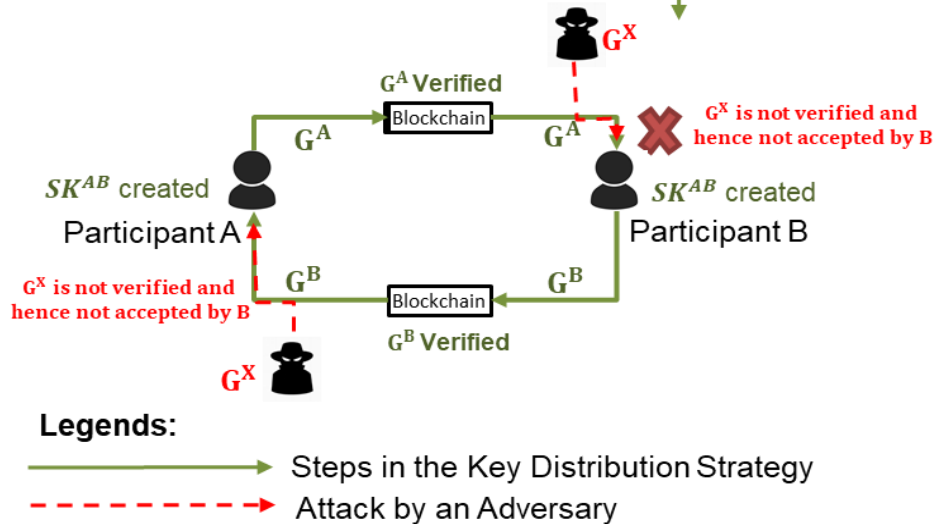 G^X
G^A Verified
Blockchain
G^A
G^A
G^X is not verified and
hence not accepted by B
SK^AB created
Participant A
SK^AB created
Participant B
G^X is not verified and
hence not accepted by B
G^B
Blockchain
G^B
G^B Verified
G^X
Legends:
Steps in the Key Distribution Strategy
Attack by an Adversary